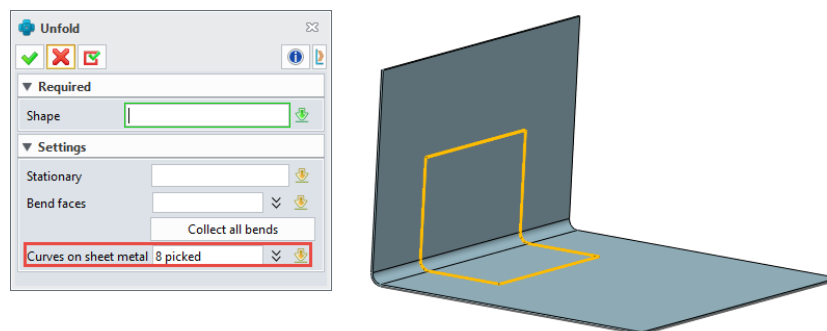 Unfold
Required
Shape
Settings
Stationary
Bend faces
Collect all bends
Curves on sheet metal 8 picked